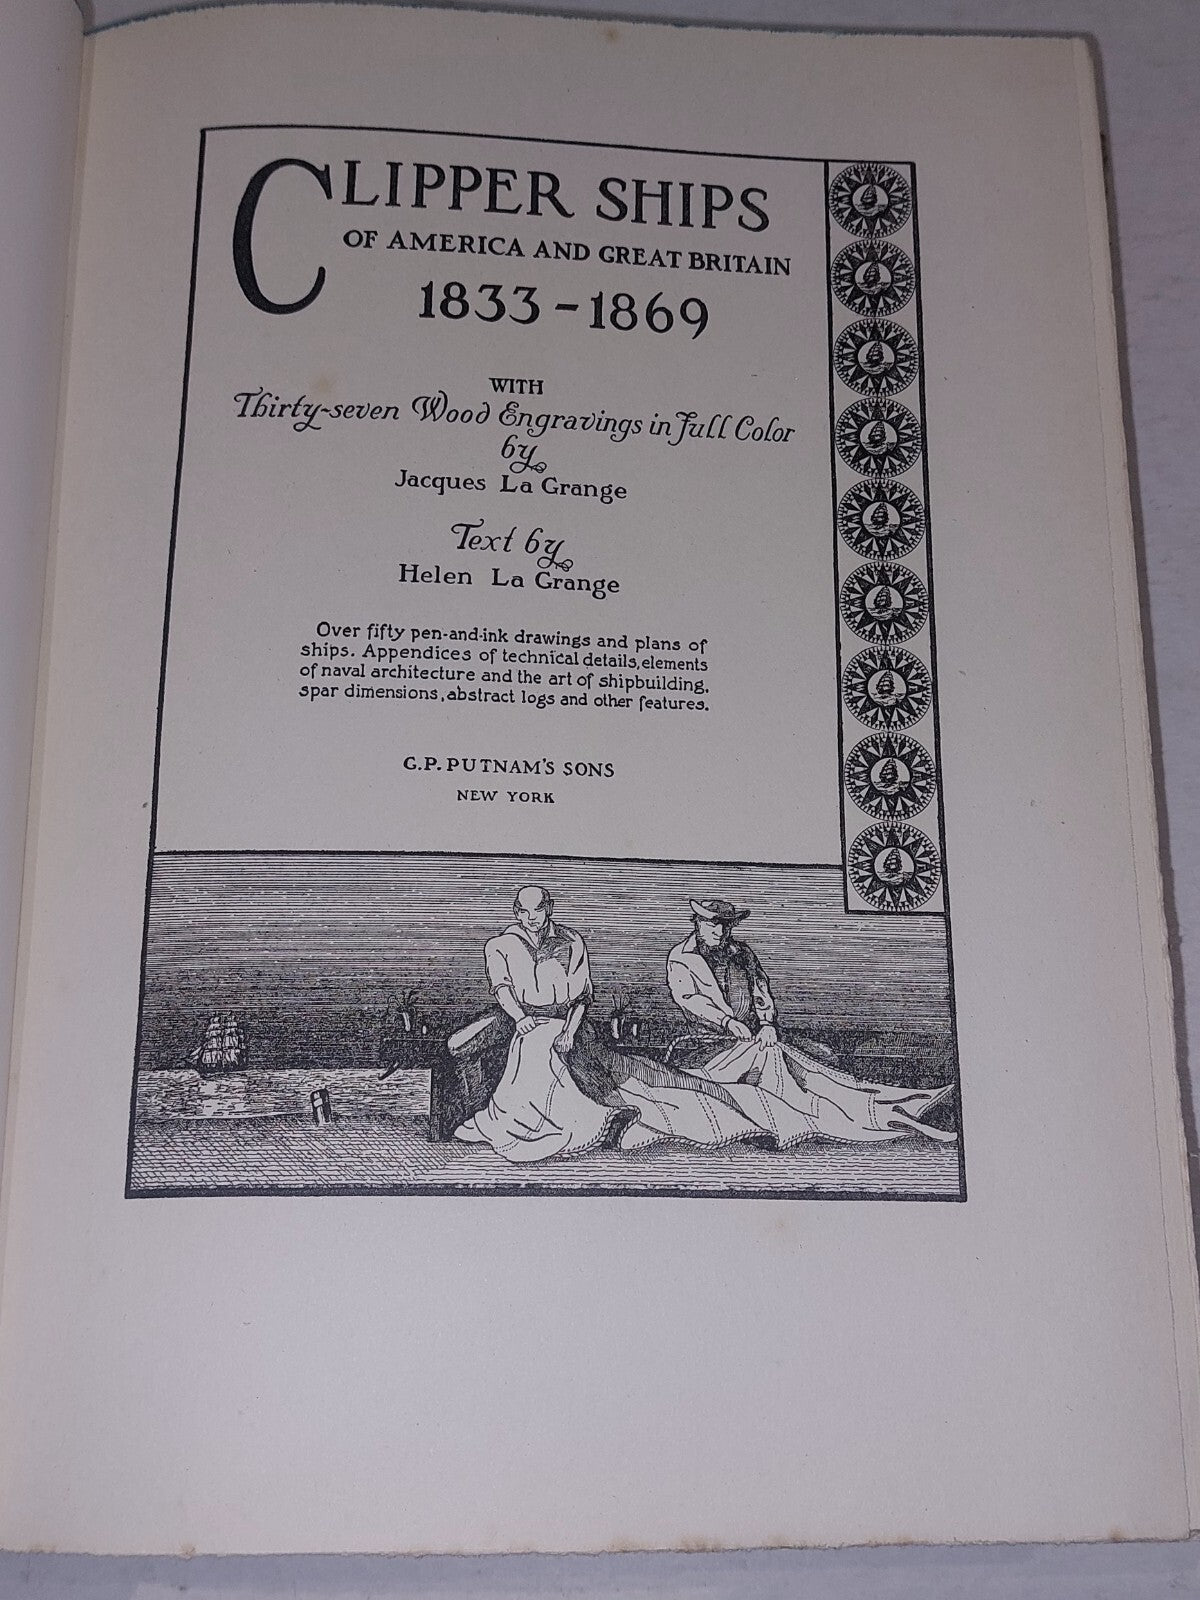 CLIPPER SHIPS
OF AMERICA AND GREAT BRITAIN
1833-1869
WITH
Thirty-seven Wood Engravings in Full Color
by
Jacques La Grange
Text by
Helen La Grange
Over fifty pen-and-ink drawings and plans of
ships. Appendices of technical details, elements
of naval architecture and the art of shipbuilding,
spar dimensions, abstract logs and other features.
G.P. PUTNAM'S SONS
NEW YORK